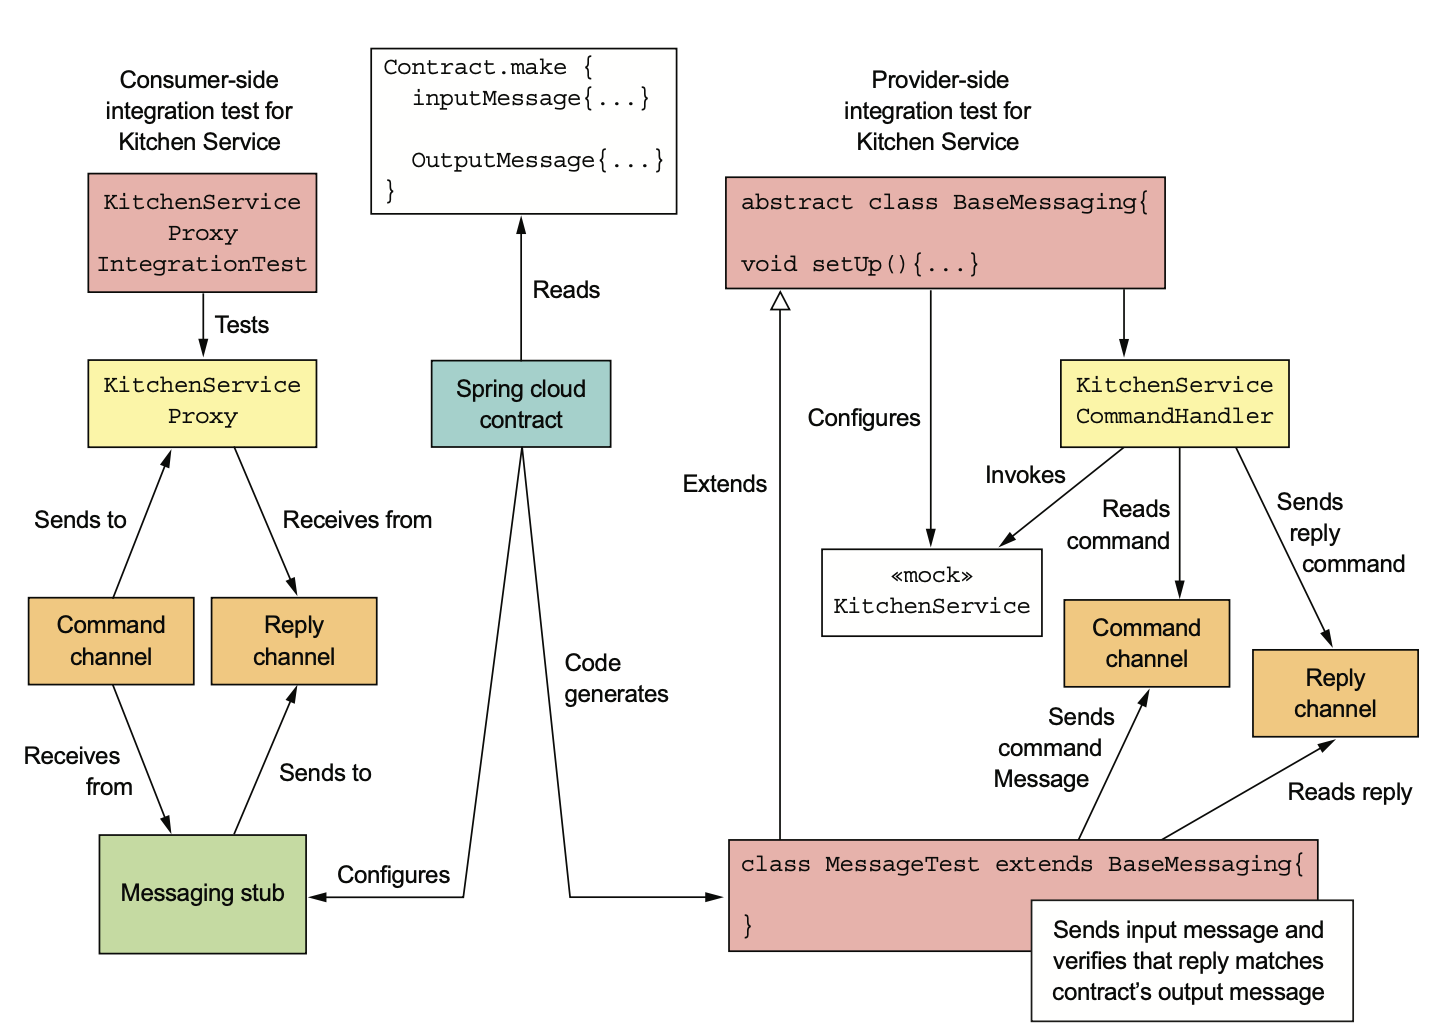 Consumer-side
integration test for
Kitchen Service
Contract.make {
inputMessage{...}
OutputMessage{...}
}
Provider-side
integration test for
Kitchen Service
KitchenService
Proxy
IntegrationTest
abstract class BaseMessaging{
void setUp(){...}
Reads
Tests
KitchenService
Proxy
Spring cloud
contract
KitchenService
CommandHandler
Configures
Extends
Invokes
Reads
command
Sends
reply
command
Sends to
Receives from
«mock»
KitchenService
Command
channel
Reply
channel
Command
channel
Reply
channel
Code
generates
Receives
from
Sends to
Sends
command
Message
Reads reply
Messaging stub
Configures
class MessageTest extends BaseMessaging{
}
Sends input message and
verifies that reply matches
contract’s output message